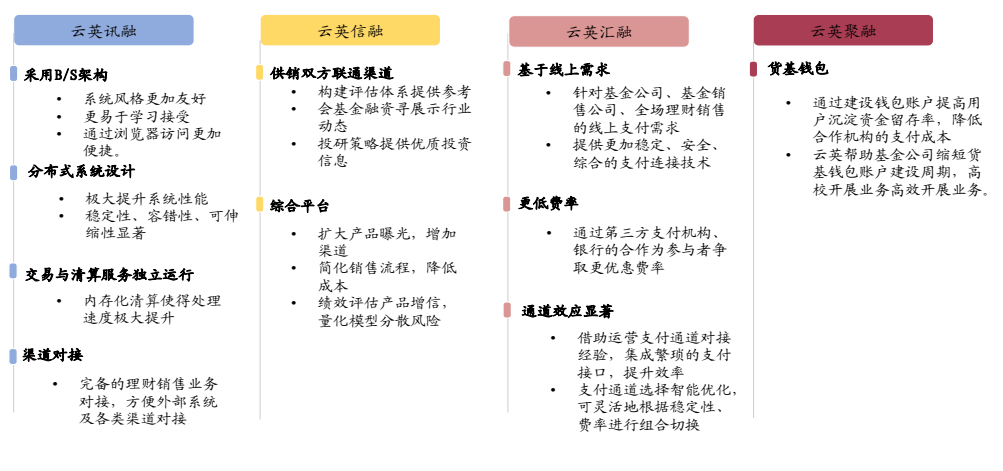 云英讯融
采用B/S架构
• 系统风格更加友好
• 更易于学习接受
• 通过浏览器访问更加
便捷。
分布式系统设计
• 极大提升系统性能
• 稳定性、容错性、可伸
缩性显著
交易与清算服务独立运行
• 内存化清算使得处理
速度极大提升
渠道对接
• 完备的理财销售业务
对接，方便外部系统
及各类渠道对接
云英信融
供销双方联通渠道
• 构建评估体系提供参考
• 会基金融资寻展示行业
动态
• 投研策略提供优质投资
信息
综合平台
• 扩大产品曝光，增加
渠道
• 简化销售流程，降低
成本
• 绩效评估产品增信，
量化模型分散风险
云英汇融
基于线上需求
• 针对基金公司、基金销
售公司、全场理财销售
的线上支付需求
• 提供更加稳定、安全、
综合的支付连接技术
更低费率
• 通过第三方支付机构、
银行的合作为参与者争
取更优惠费率
通道效应显著
• 借助运营支付通道对接
经验，集成繁琐的支付
接口，提升效率
• 支付通道选择智能优化，
可灵活地根据稳定性、
费率进行组合切换
云英聚融
货基钱包
• 通过建设钱包账户提高用
户沉淀资金留存率，降低
合作机构的支付成本
• 云英帮助基金公司缩短货
基钱包账户建设周期，高
校开展业务高效开展业务。